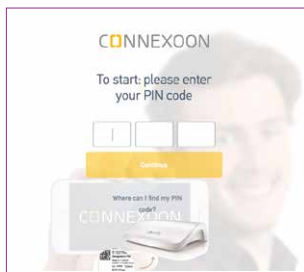 CONNEXOON
To start: please enter
your PIN code
Continue
Where can I find my PIN
code?
CONNEXOON